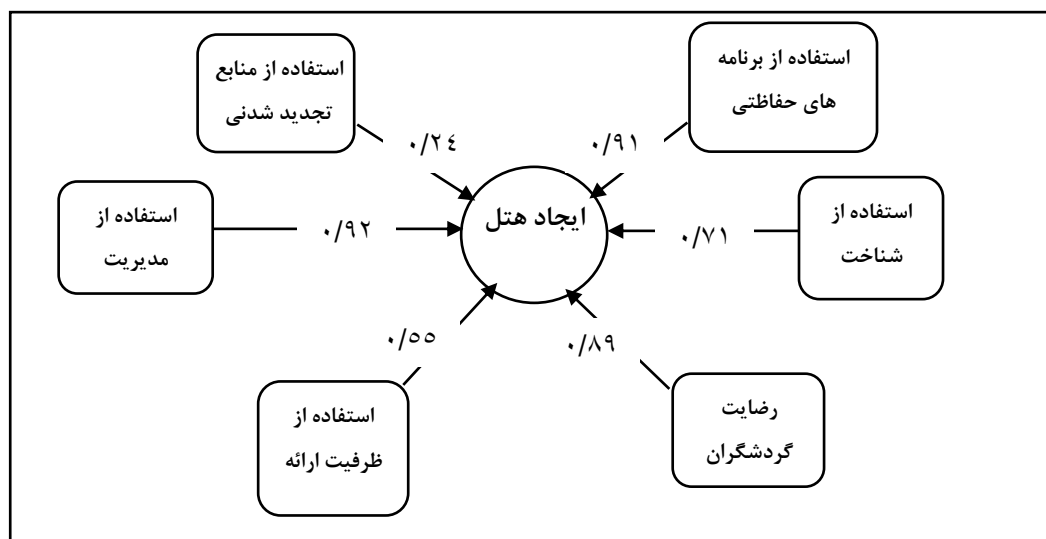 استفاده از برنامه
های حفاظتی
استفاده از منابع
تجدید شدنی
۰/۹۱
۰/۲۴
ایجاد هتل
استفاده از
شناخت
۰/۷۱
۰/۹۲
استفاده از
مدیریت
۰/۸۹
۰/۵۵
رضایت
گردشگران
استفاده از
ظرفیت ارائه